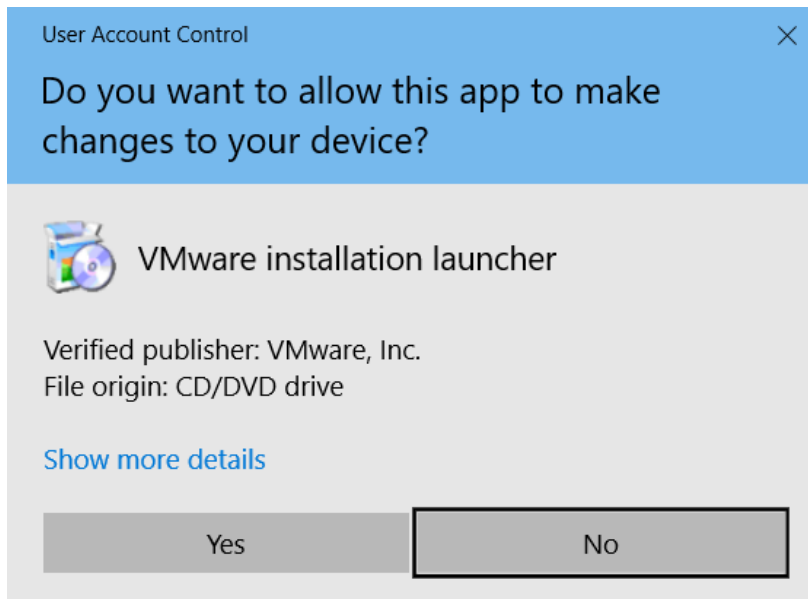 User Account Control
Do you want to allow this app to make
changes to your device?
VMware installation launcher
Verified publisher: VMware, Inc.
File origin: CD/DVD drive
Show more details
Yes
No